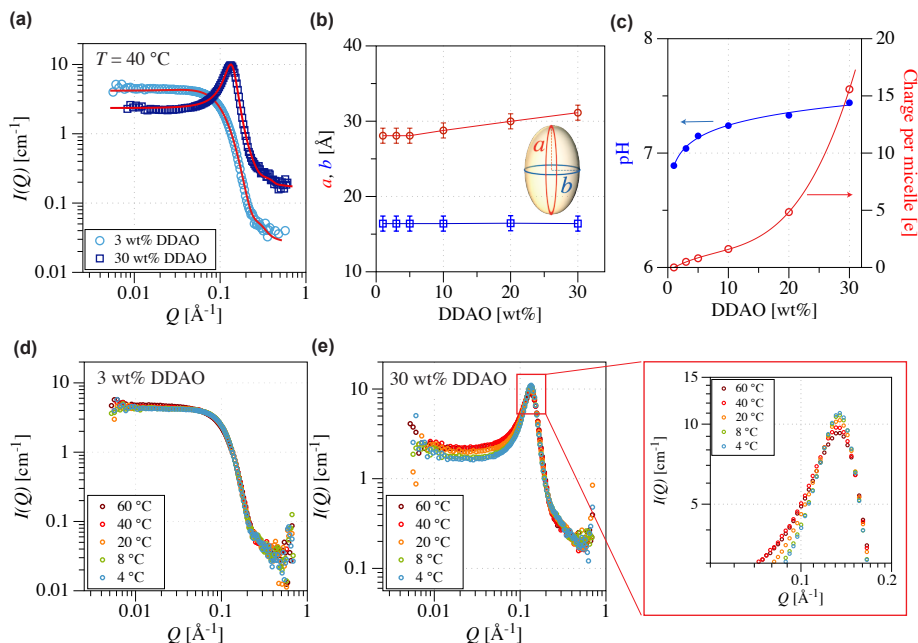 (a)
T = 40 °C
I(Q) [cm⁻¹]
10
1
0.1
0.01
3 wt% DDAO
30 wt% DDAO
0.01
0.1
1
Q [Å⁻¹]
(b)
a, b [Å]
40
35
30
25
20
15
10
a
b
0
10
20
30
DDAO [wt%]
(c)
pH
8
7
6
Charge per micelle [e]
20
15
10
5
0
0
10
20
30
DDAO [wt%]
(d)
3 wt% DDAO
I(Q) [cm⁻¹]
10
1
0.1
0.01
60 °C
40 °C
20 °C
8 °C
4 °C
0.01
0.1
1
Q [Å⁻¹]
(e)
30 wt% DDAO
I(Q) [cm⁻¹]
10
1
0.1
60 °C
40 °C
20 °C
8 °C
4 °C
0.01
0.1
1
Q [Å⁻¹]
I(Q) [cm⁻¹]
15
10
5
60 °C
40 °C
20 °C
8 °C
4 °C
0.1
0.2
Q [Å⁻¹]